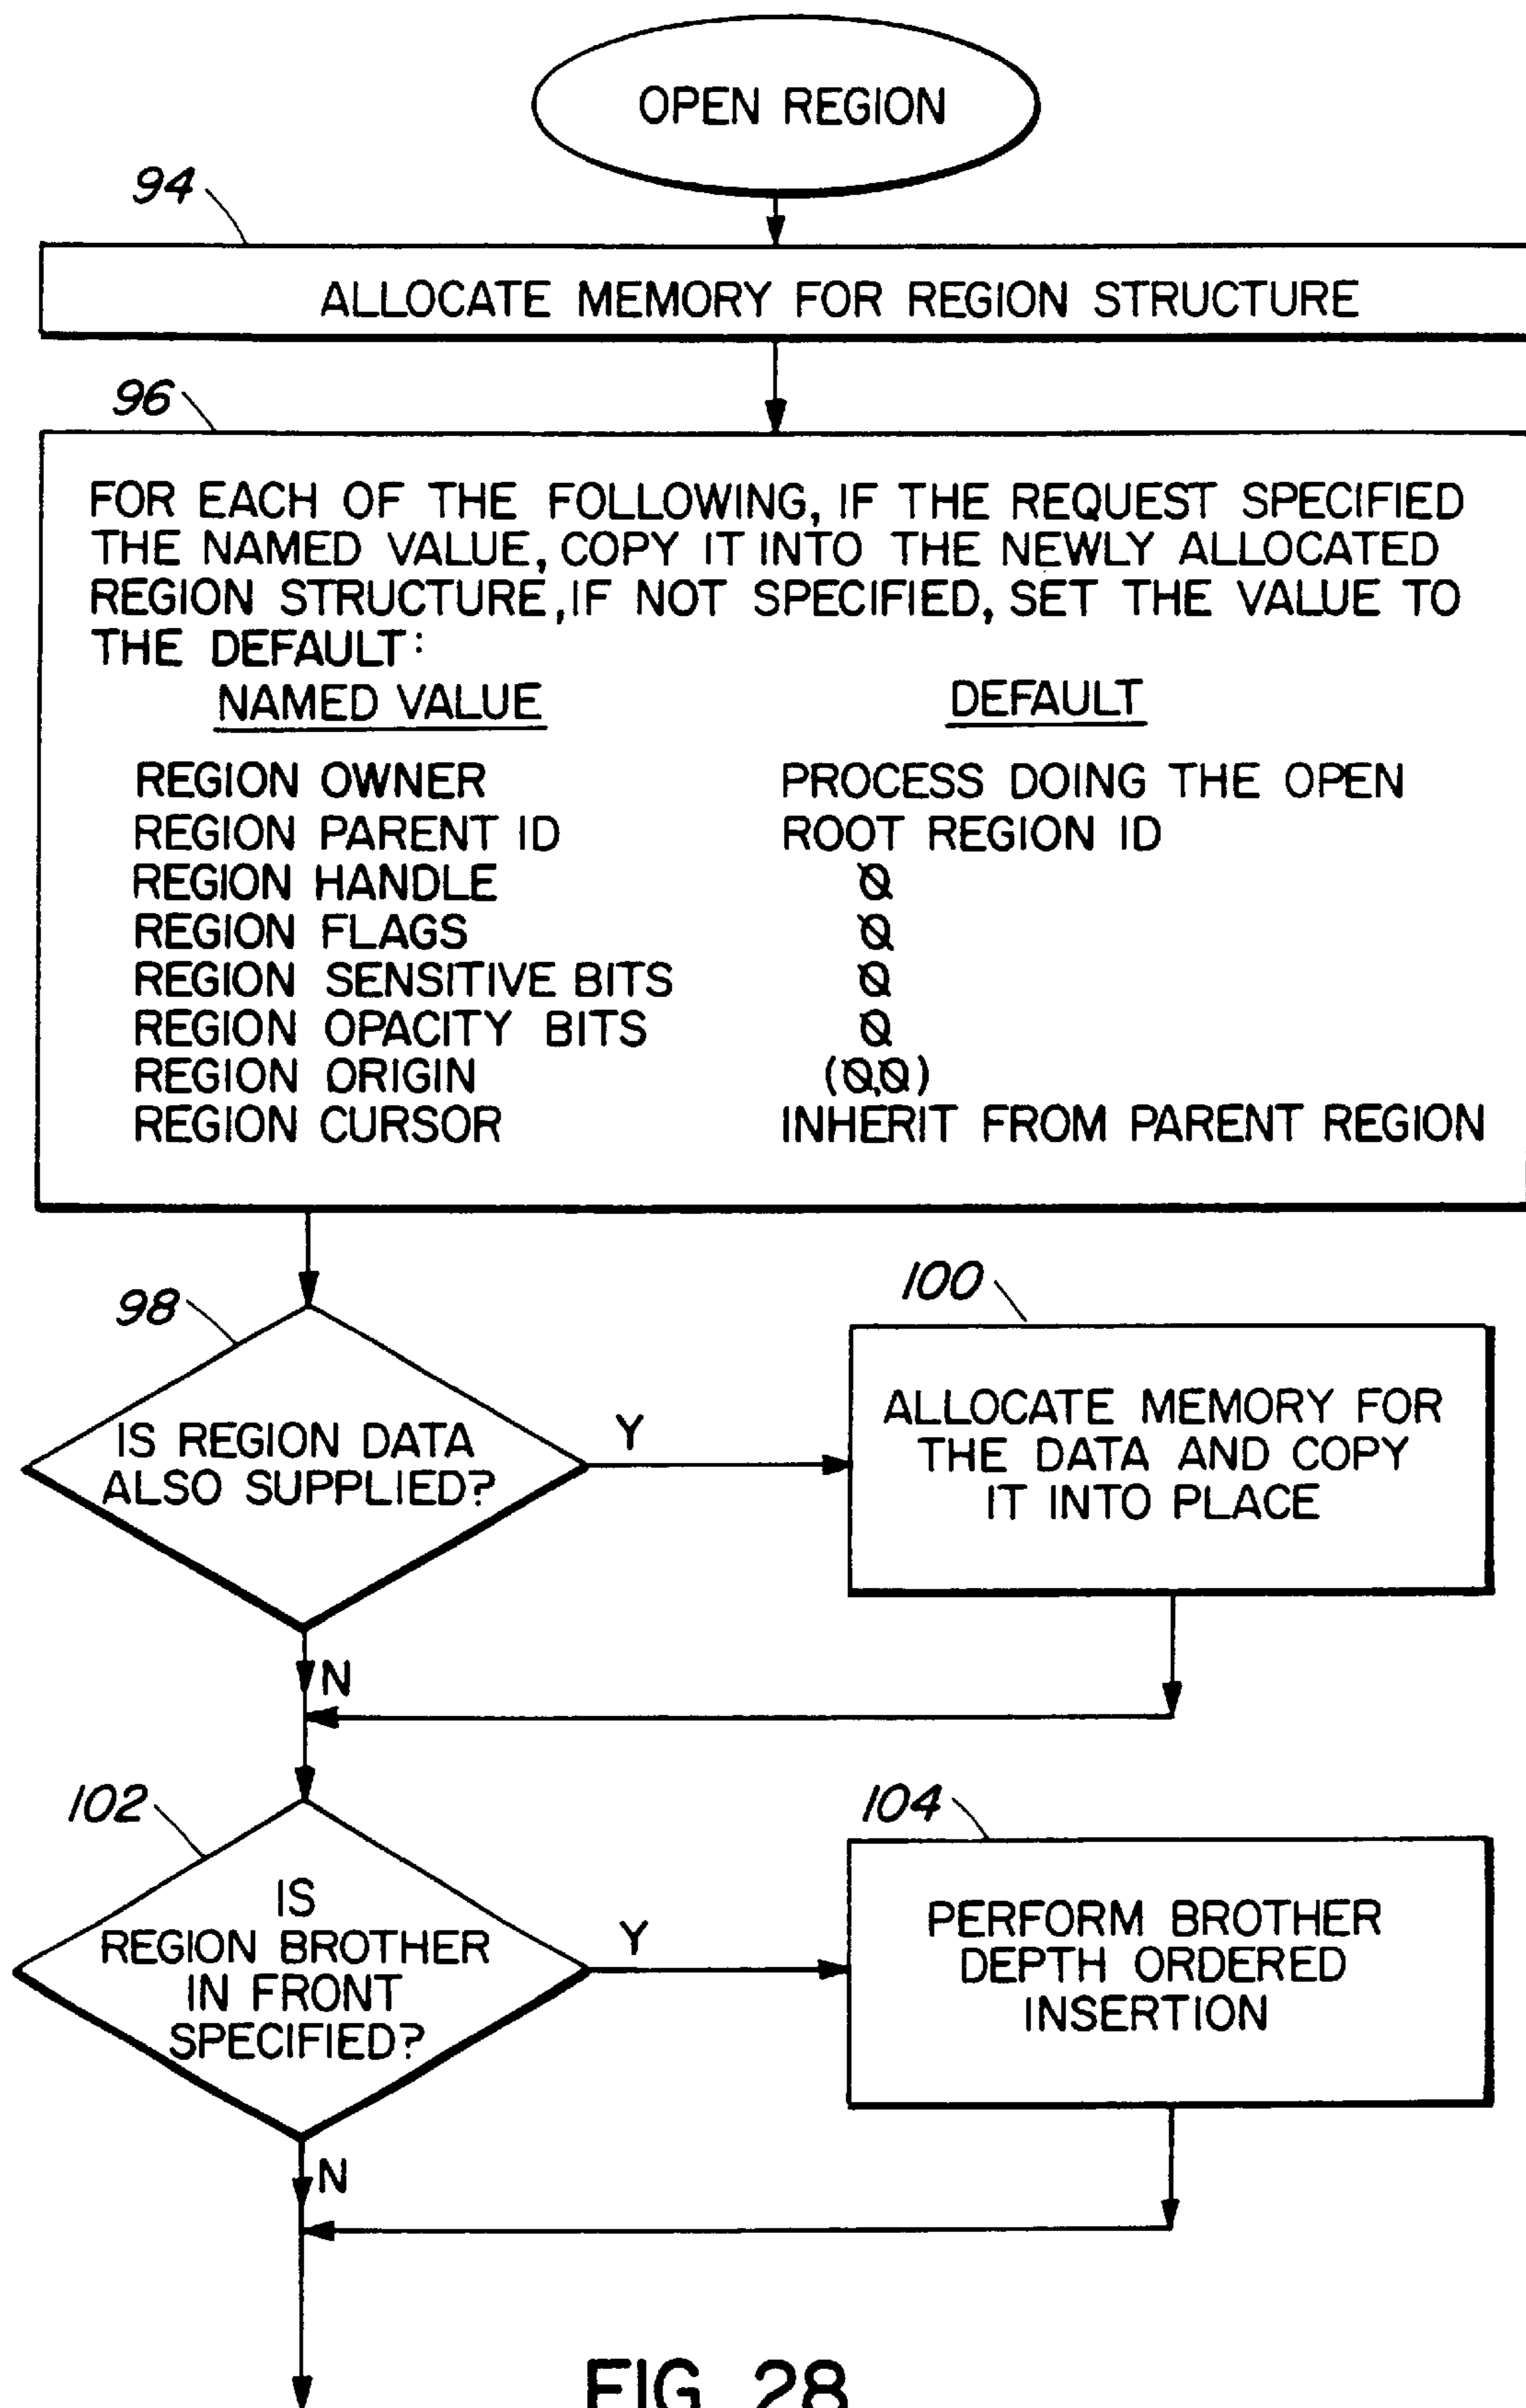 OPEN REGION
94
ALLOCATE MEMORY FOR REGION STRUCTURE
96
FOR EACH OF THE FOLLOWING, IF THE REQUEST SPECIFIED
THE NAMED VALUE, COPY IT INTO THE NEWLY ALLOCATED
REGION STRUCTURE, IF NOT SPECIFIED, SET THE VALUE TO
THE DEFAULT:
NAMED VALUE DEFAULT
REGION OWNER PROCESS DOING THE OPEN
REGION PARENT ID ROOT REGION ID
REGION HANDLE 0
REGION FLAGS 0
REGION SENSITIVE BITS 0
REGION OPACITY BITS 0
REGION ORIGIN (0,0)
REGION CURSOR INHERIT FROM PARENT REGION
98
IS REGION DATA
ALSO SUPPLIED?
Y
100
ALLOCATE MEMORY FOR
THE DATA AND COPY
IT INTO PLACE
N
102
IS
REGION BROTHER
IN FRONT
SPECIFIED?
Y
104
PERFORM BROTHER
DEPTH ORDERED
INSERTION
N
FIG. 28